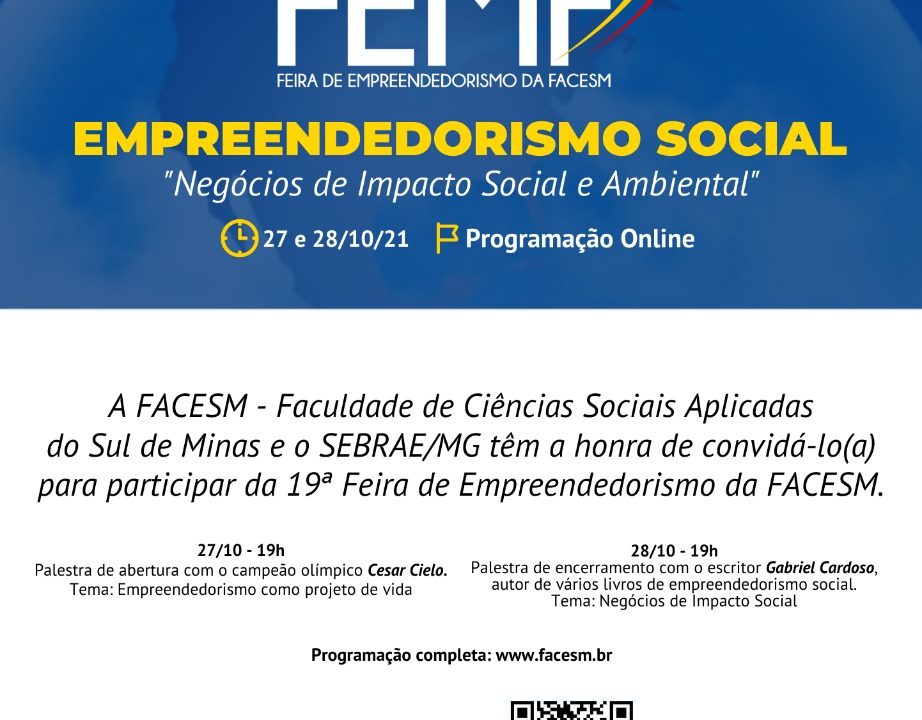 FEMF
FEIRA DE EMPREENDEDORISMO DA FACESM
EMPREENDEDORISMO SOCIAL
"Negócios de Impacto Social e Ambiental"
27 e 28/10/21 Programação Online
A FACESM - Faculdade de Ciências Sociais Aplicadas
do Sul de Minas e o SEBRAE/MG têm a honra de convidá-lo(a)
para participar da 19ª Feira de Empreendedorismo da FACESM.
27/10 - 19h
Palestra de abertura com o campeão olímpico Cesar Cielo.
Tema: Empreendedorismo como projeto de vida
28/10 - 19h
Palestra de encerramento com o escritor Gabriel Cardoso,
autor de vários livros de empreendedorismo social.
Tema: Negócios de Impacto Social
Programação completa: www.facesm.br